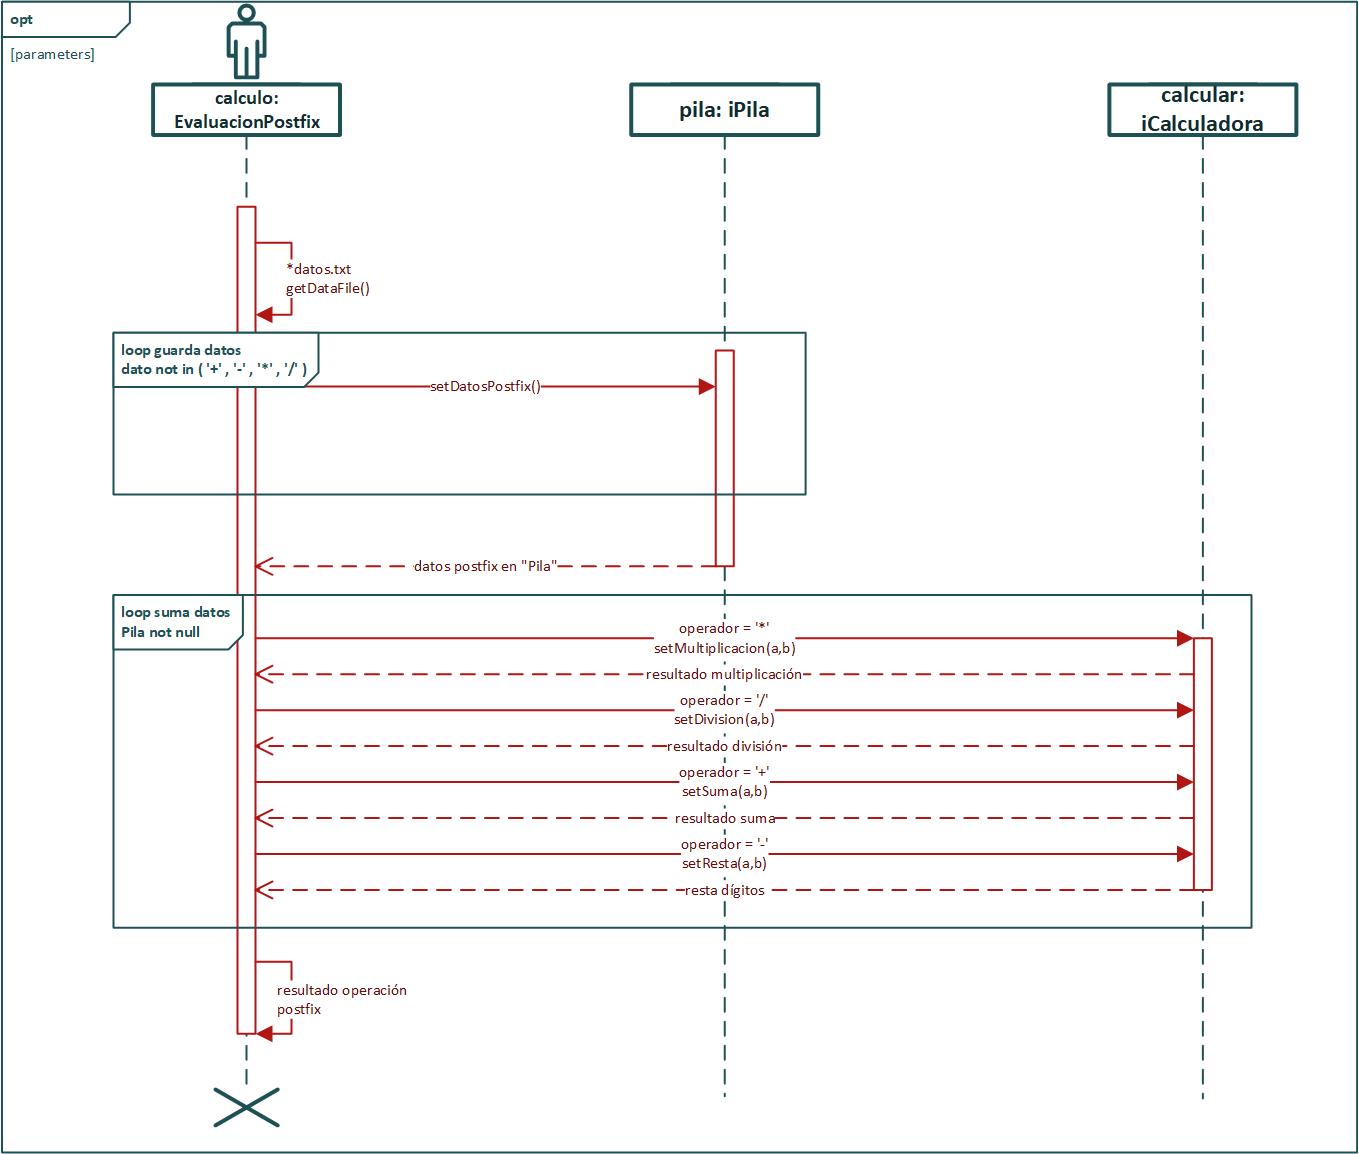 opt
[parameters]
calculo:
EvaluacionPostfix
pila: iPila
calcular:
iCalculadora
*datos.txt
getDataFile()
loop guarda datos
dato not in ( '+' , '-' , '*' , '/' )
setDatosPostfix()
datos postfix en "Pila"
loop suma datos
Pila not null
operador = '*'
setMultiplicacion(a,b)
resultado multiplicación
operador = '/'
setDivision(a,b)
resultado división
operador = '+'
setSuma(a,b)
resultado suma
operador = '-'
setResta(a,b)
resta dígitos
resultado operación
postfix